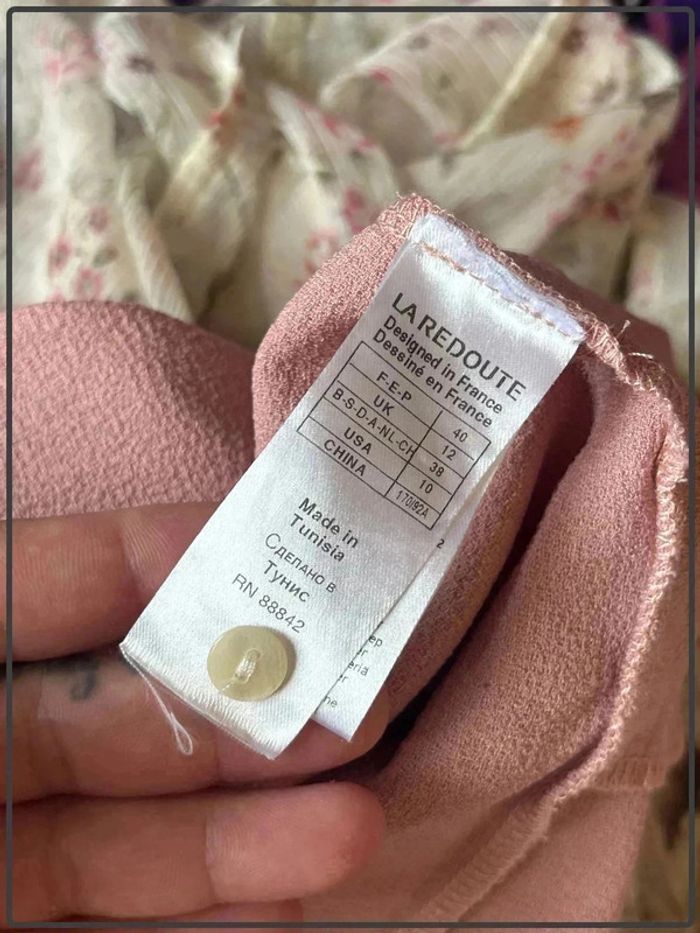 LA REDOUTE
Designed in France
Dessiné en France
F-E-P 40
UK 12
B-S-D-A-NL-CH 38
USA 10
CHINA 170/92A
Made in
Tunisia
Сделано в
Тунис
RN 88842
2